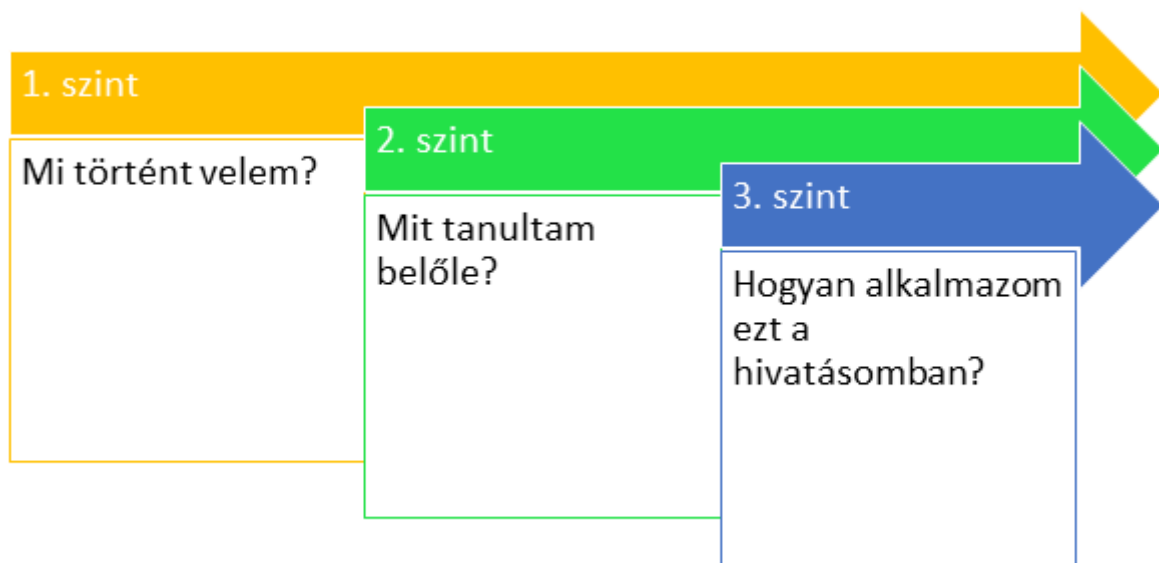 1. szint
Mi történt velem?
2. szint
Mit tanultam
belőle?
3. szint
Hogyan alkalmazom
ezt a
hivatásomban?